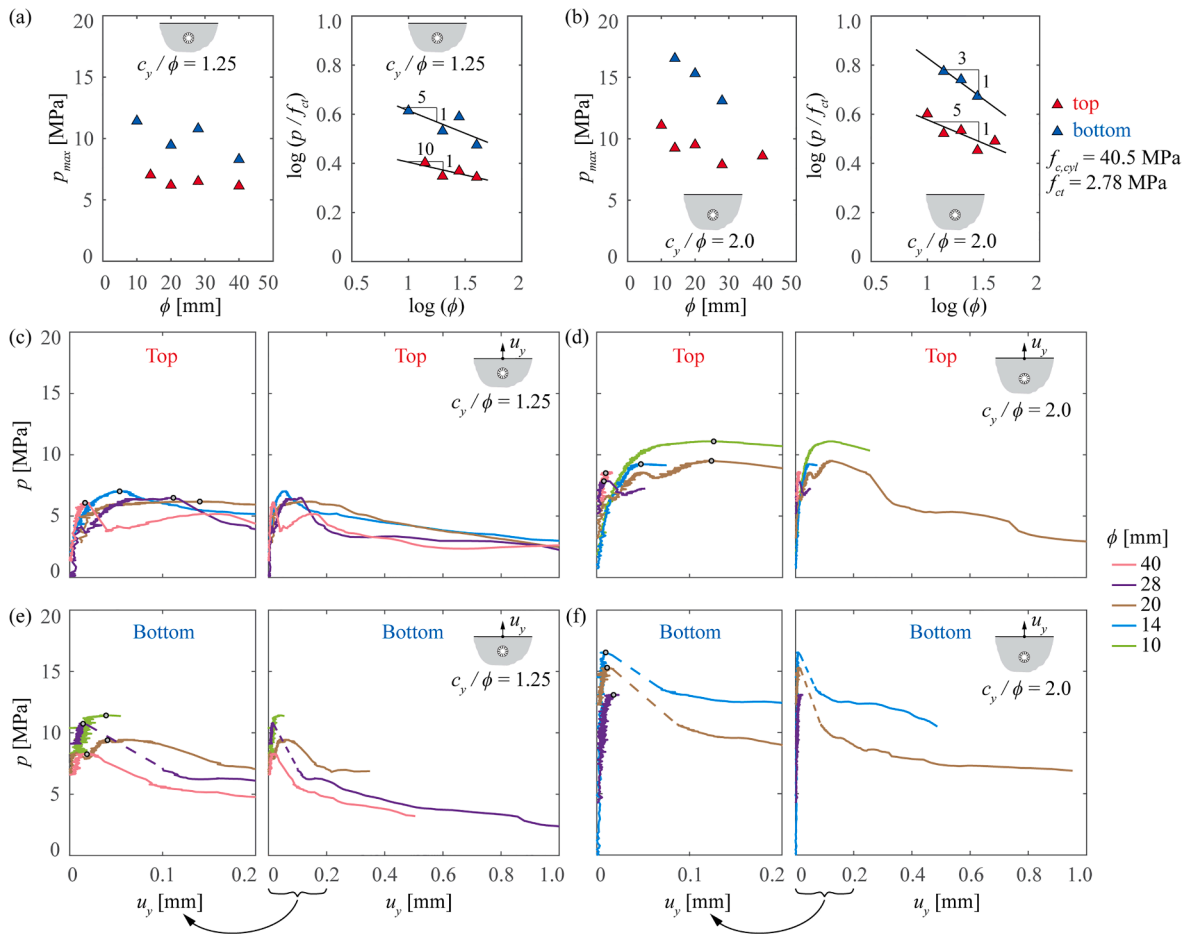 (a)
20
15
10
5
0
p_max [MPa]
c_y / ϕ = 1.25
0 10 20 30 40 50
ϕ [mm]
1.0
0.8
0.6
0.4
0.2
0
log (p / f_ct)
c_y / ϕ = 1.25
5
1
10
1
0.5 1 1.5 2
log (ϕ)
(b)
20
15
10
5
0
p_max [MPa]
c_y / ϕ = 2.0
0 10 20 30 40 50
ϕ [mm]
1.0
0.8
0.6
0.4
0.2
0
log (p / f_ct)
3
1
5
1
c_y / ϕ = 2.0
0.5 1 1.5 2
log (ϕ)
top
bottom
f_c,cyl = 40.5 MPa
f_ct = 2.78 MPa
(c)
20
15
10
5
0
p [MPa]
Top
Top
u_y
c_y / ϕ = 1.25
(d)
Top
Top
u_y
c_y / ϕ = 2.0
ϕ [mm]
40
28
20
14
10
(e)
20
15
10
5
0
p [MPa]
Bottom
0 0.1 0.2
u_y [mm]
Bottom
u_y
c_y / ϕ = 1.25
0 0.2 0.4 0.6 0.8 1.0
u_y [mm]
(f)
Bottom
0 0.1 0.2
u_y [mm]
Bottom
u_y
c_y / ϕ = 2.0
0 0.2 0.4 0.6 0.8 1.0
u_y [mm]